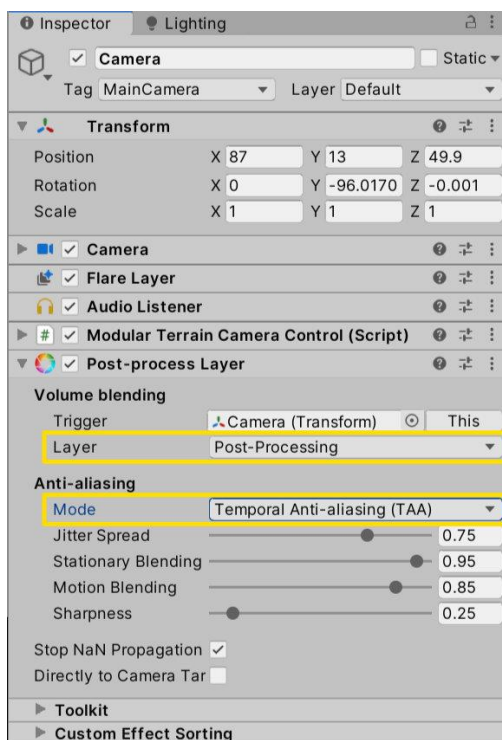 Inspector Lighting
Camera Static
Tag MainCamera Layer Default
Transform
Position X 87 Y 13 Z 49.9
Rotation X 0 Y -96.0170 Z -0.001
Scale X 1 Y 1 Z 1
Camera
Flare Layer
Audio Listener
# Modular Terrain Camera Control (Script)
Post-process Layer
Volume blending
Trigger Camera (Transform) This
Layer Post-Processing
Anti-aliasing
Mode Temporal Anti-aliasing (TAA)
Jitter Spread 0.75
Stationary Blending 0.95
Motion Blending 0.85
Sharpness 0.25
Stop NaN Propagation
Directly to Camera Tar
Toolkit
Custom Effect Sorting